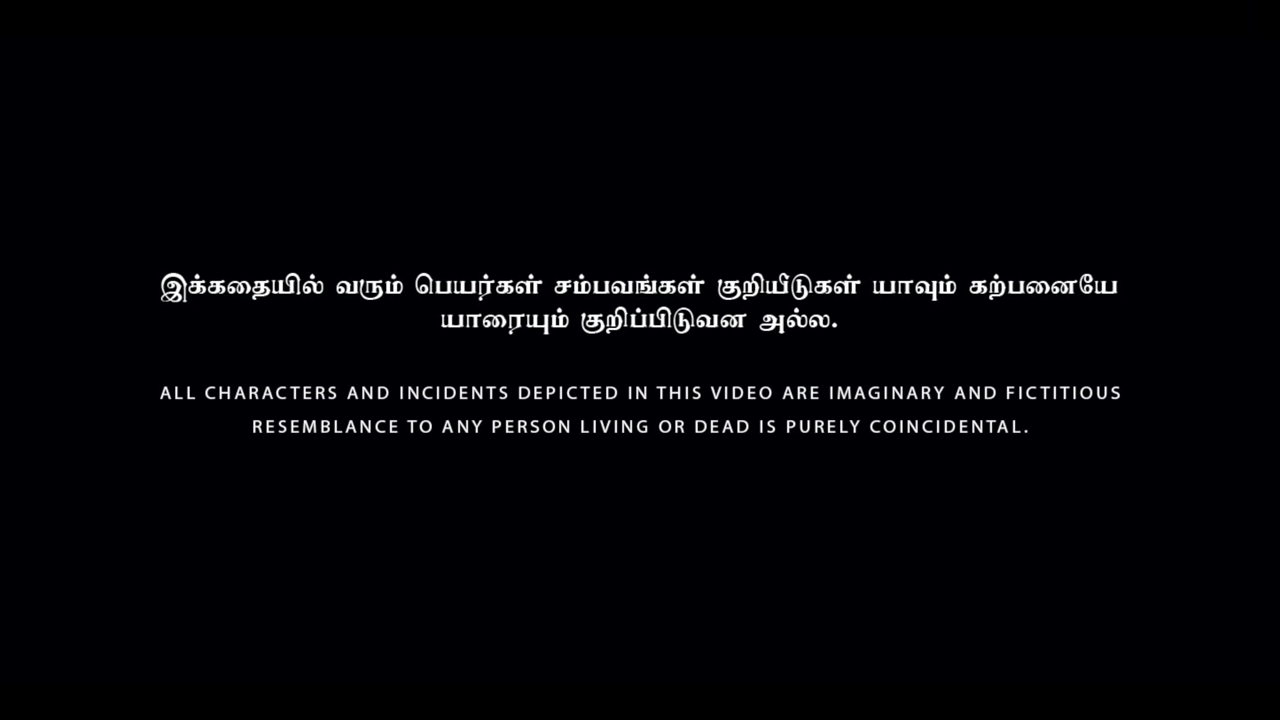 இக்கதையில் வரும் பெயர்கள் சம்பவங்கள் குறியீடுகள் யாவும் கற்பனையே
யாரையும் குறிப்பிடுவன அல்ல.
ALL CHARACTERS AND INCIDENTS DEPICTED IN THIS VIDEO ARE IMAGINARY AND FICTITIOUS
RESEMBLANCE TO ANY PERSON LIVING OR DEAD IS PURELY COINCIDENTAL.